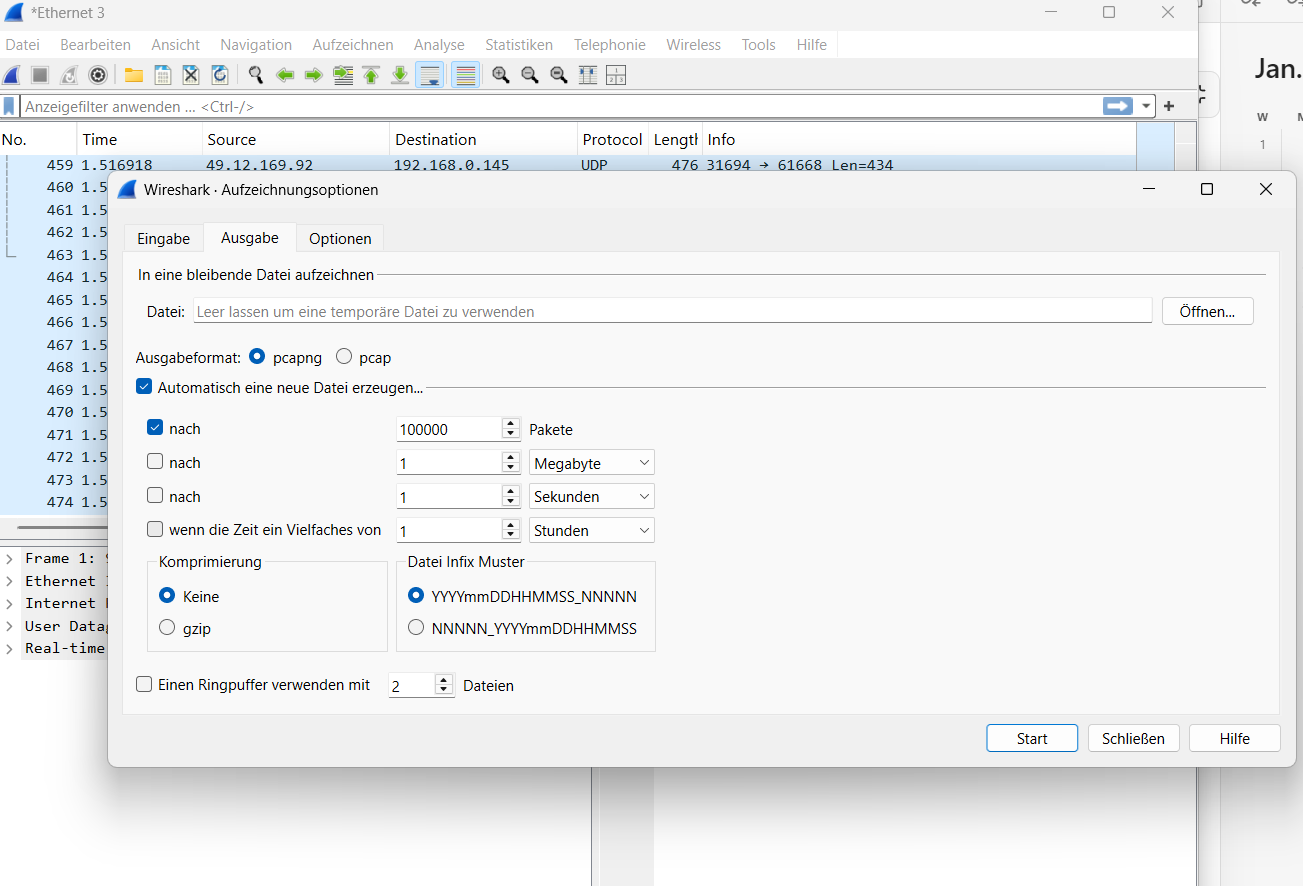 *Ethernet 3
Datei Bearbeiten Ansicht Navigation Aufzeichnen Analyse Statistiken Telephonie Wireless Tools Hilfe
Anzeigefilter anwenden … <Ctrl-/>
No. Time Source Destination Protocol Length Info
459 1.516918 49.12.169.92 192.168.0.145 UDP 476 31694 → 61668 Len=434
460 1.5
461 1.5
462 1.5
463 1.5
464 1.5
465 1.5
466 1.5
467 1.5
468 1.5
469 1.5
470 1.5
471 1.5
472 1.5
473 1.5
474 1.5
Frame 1:
Ethernet
Internet
User Datag
Real-time
Wireshark · Aufzeichnungsoptionen
Eingabe Ausgabe Optionen
In eine bleibende Datei aufzeichnen
Datei: Leer lassen um eine temporäre Datei zu verwenden Öffnen...
Ausgabeformat: pcapng pcap
Automatisch eine neue Datei erzeugen...
nach 100000 Pakete
nach 1 Megabyte
nach 1 Sekunden
wenn die Zeit ein Vielfaches von 1 Stunden
Komprimierung
Keine
gzip
Datei Infix Muster
YYYYmmDDHHMMSS_NNNNN
NNNNN_YYYYmmDDHHMMSS
Einen Ringpuffer verwenden mit 2 Dateien
Start Schließen Hilfe
Jan.
W
1